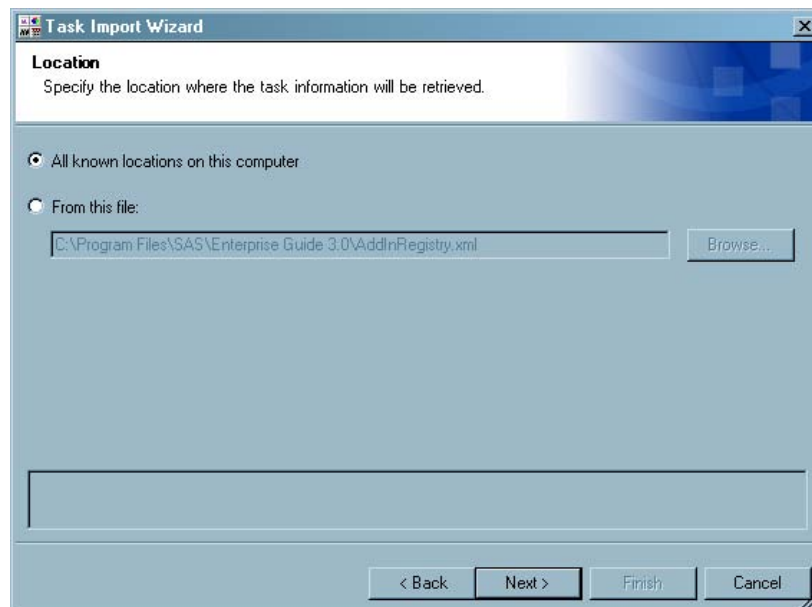 Task Import Wizard
Location
Specify the location where the task information will be retrieved.
All known locations on this computer
From this file:
C:\Program Files\SAS\Enterprise Guide 3.0\AddInRegistry.xml
Browse...
< Back
Next >
Finish
Cancel